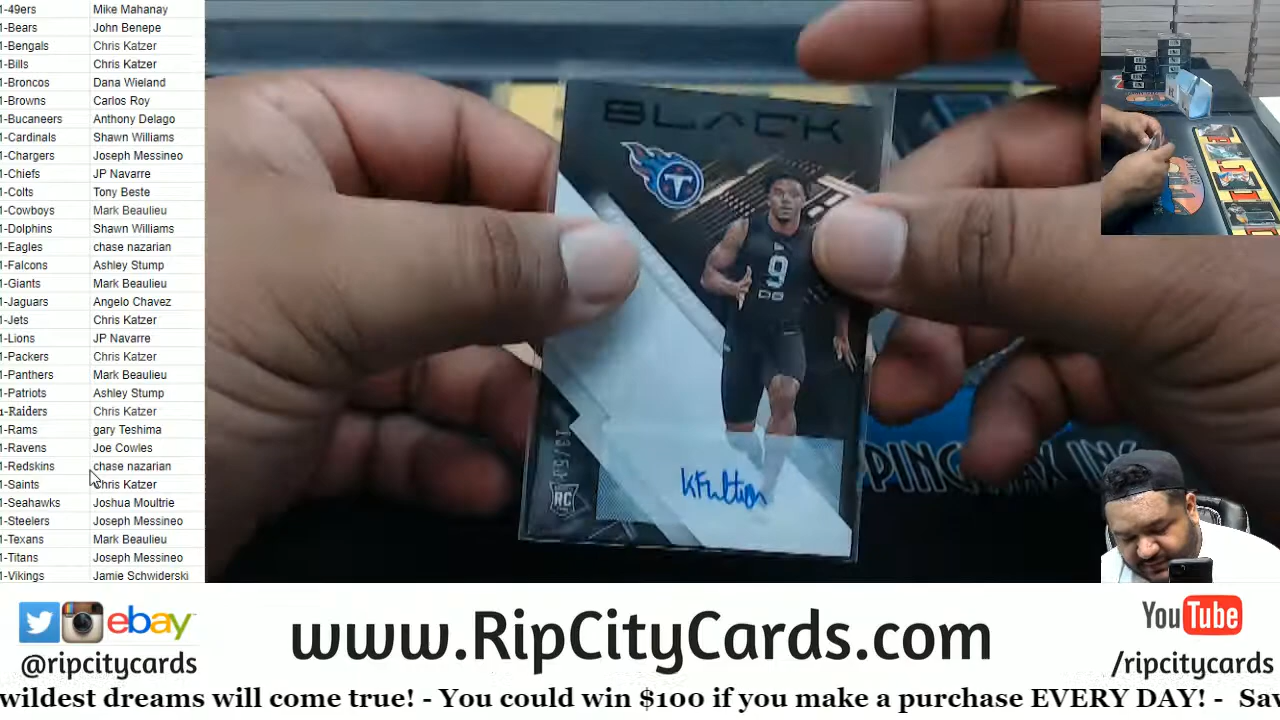 1-49ers Mike Mahanay
1-Bears John Benepe
1-Bengals Chris Katzer
1-Bills Chris Katzer
1-Broncos Dana Wieland
1-Browns Carlos Roy
1-Bucaneers Anthony Delago
1-Cardinals Shawn Williams
1-Chargers Joseph Messineo
1-Chiefs JP Navarre
1-Colts Tony Beste
1-Cowboys Mark Beaulieu
1-Dolphins Shawn Williams
1-Eagles chase nazarian
1-Falcons Ashley Stump
1-Giants Mark Beaulieu
1-Jaguars Angelo Chavez
1-Jets Chris Katzer
1-Lions JP Navarre
1-Packers Chris Katzer
1-Panthers Mark Beaulieu
1-Patriots Ashley Stump
1-Raiders Chris Katzer
1-Rams gary Teshima
1-Ravens Joe Cowles
1-Redskins chase nazarian
1-Saints Chris Katzer
1-Seahawks Joshua Moultrie
1-Steelers Joseph Messineo
1-Texans Mark Beaulieu
1-Titans Joseph Messineo
1-Vikings Jamie Schwiderski
BLACK
T
9
DB
RC
KFulton
INC
ebay
@ripcitycards
www.RipCityCards.com
YouTube
/ripcitycards
wildest dreams will come true! - You could win $100 if you make a purchase EVERY DAY! - Sav